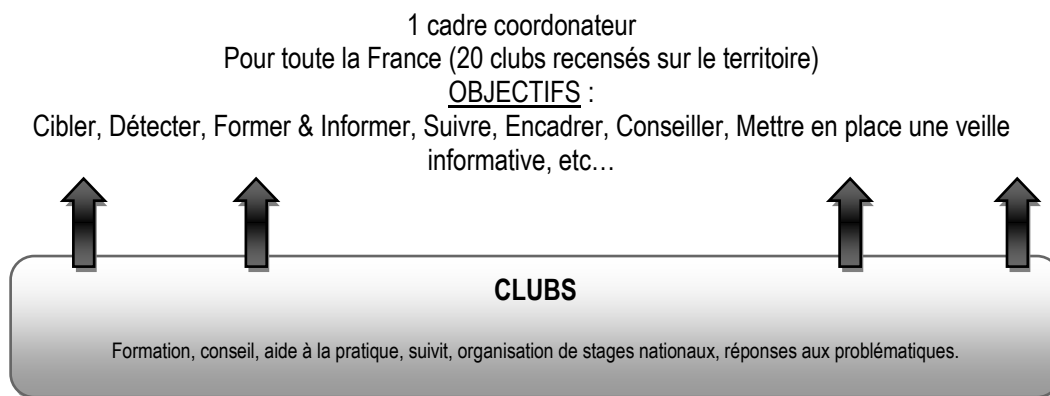 1 cadre coordonateur
Pour toute la France (20 clubs recensés sur le territoire)
OBJECTIFS :
Cibler, Détecter, Former & Informer, Suivre, Encadrer, Conseiller, Mettre en place une veille
informative, etc…
CLUBS
Formation, conseil, aide à la pratique, suivit, organisation de stages nationaux, réponses aux problématiques.